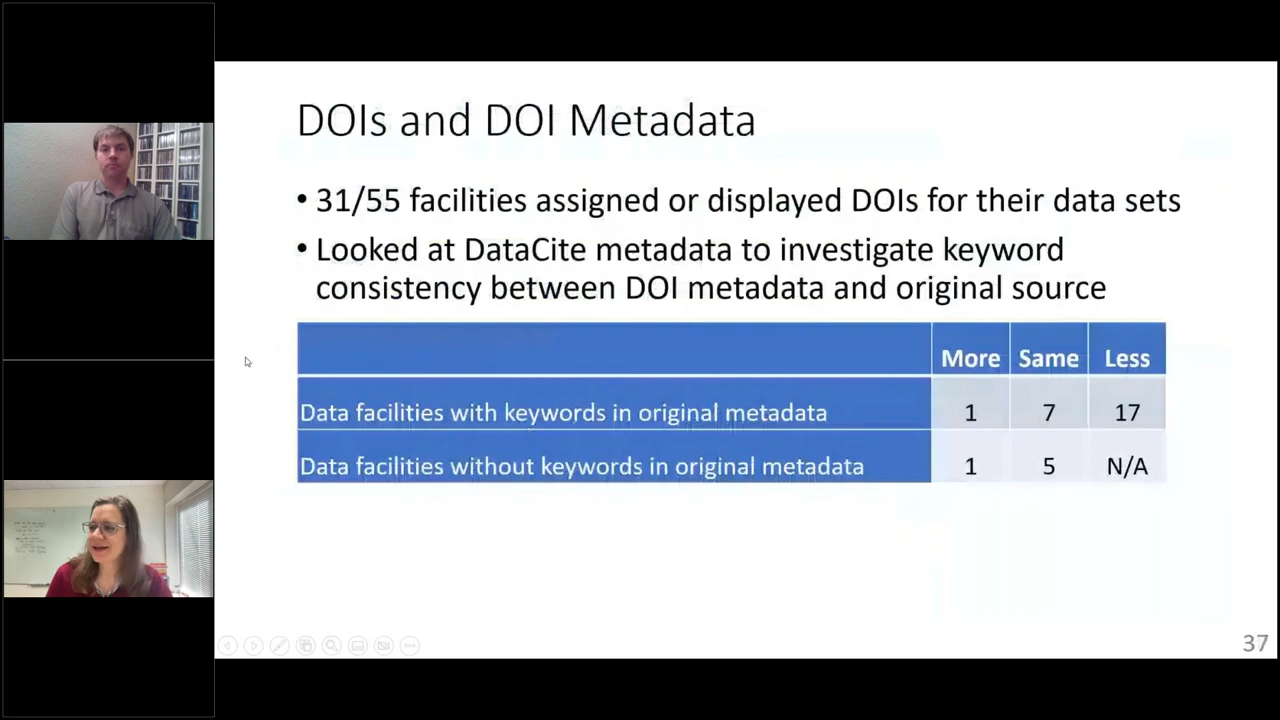 DOIs and DOI Metadata
• 31/55 facilities assigned or displayed DOIs for their data sets
• Looked at DataCite metadata to investigate keyword
consistency between DOI metadata and original source
More Same Less
Data facilities with keywords in original metadata 1 7 17
Data facilities without keywords in original metadata 1 5 N/A
37